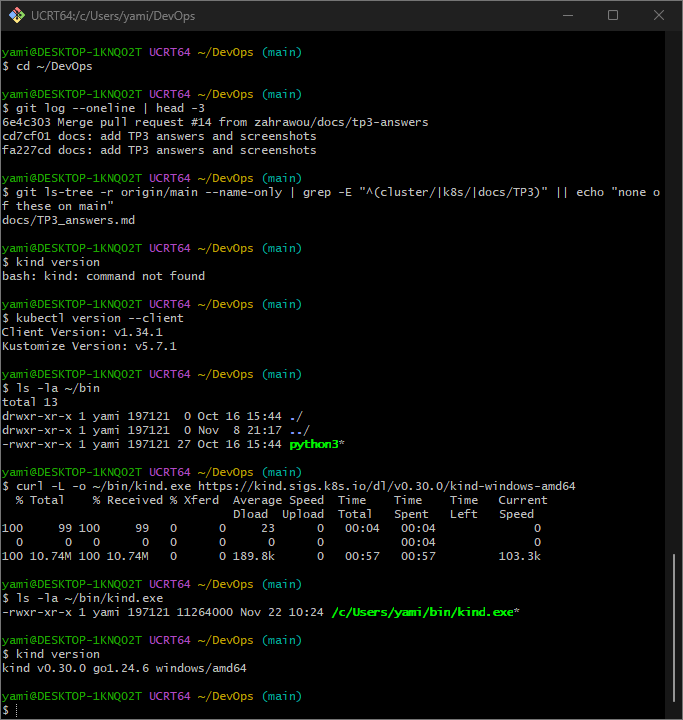 UCRT64:/c/Users/yami/DevOps
yami@DESKTOP-1KNQO2T UCRT64 ~/DevOps (main)
$ cd ~/DevOps
yami@DESKTOP-1KNQO2T UCRT64 ~/DevOps (main)
$ git log --oneline | head -3
6e4c303 Merge pull request #14 from zahrawou/docs/tp3-answers
cd7cf01 docs: add TP3 answers and screenshots
fa227cd docs: add TP3 answers and screenshots
yami@DESKTOP-1KNQO2T UCRT64 ~/DevOps (main)
$ git ls-tree -r origin/main --name-only | grep -E "^(cluster/|k8s/|docs/TP3)" || echo "none o
f these on main"
docs/TP3_answers.md
yami@DESKTOP-1KNQO2T UCRT64 ~/DevOps (main)
$ kind version
bash: kind: command not found
yami@DESKTOP-1KNQO2T UCRT64 ~/DevOps (main)
$ kubectl version --client
Client Version: v1.34.1
Kustomize Version: v5.7.1
yami@DESKTOP-1KNQO2T UCRT64 ~/DevOps (main)
$ ls -la ~/bin
total 13
drwxr-xr-x 1 yami 197121  0 Oct 16 15:44 ./
drwxr-xr-x 1 yami 197121  0 Nov  8 21:17 ../
-rwxr-xr-x 1 yami 197121 27 Oct 16 15:44 python3*
yami@DESKTOP-1KNQO2T UCRT64 ~/DevOps (main)
$ curl -L -o ~/bin/kind.exe https://kind.sigs.k8s.io/dl/v0.30.0/kind-windows-amd64
  % Total    % Received % Xferd  Average Speed  Time    Time    Time   Current
                                 Dload  Upload  Total   Spent   Left   Speed
100     99 100     99   0      0     23      0  00:04   00:04              0
  0      0   0      0   0      0      0      0          00:04              0
100 10.74M 100 10.74M   0      0 189.8k      0  00:57   00:57         103.3k
yami@DESKTOP-1KNQO2T UCRT64 ~/DevOps (main)
$ ls -la ~/bin/kind.exe
-rwxr-xr-x 1 yami 197121 11264000 Nov 22 10:24 /c/Users/yami/bin/kind.exe*
yami@DESKTOP-1KNQO2T UCRT64 ~/DevOps (main)
$ kind version
kind v0.30.0 go1.24.6 windows/amd64
yami@DESKTOP-1KNQO2T UCRT64 ~/DevOps (main)
$